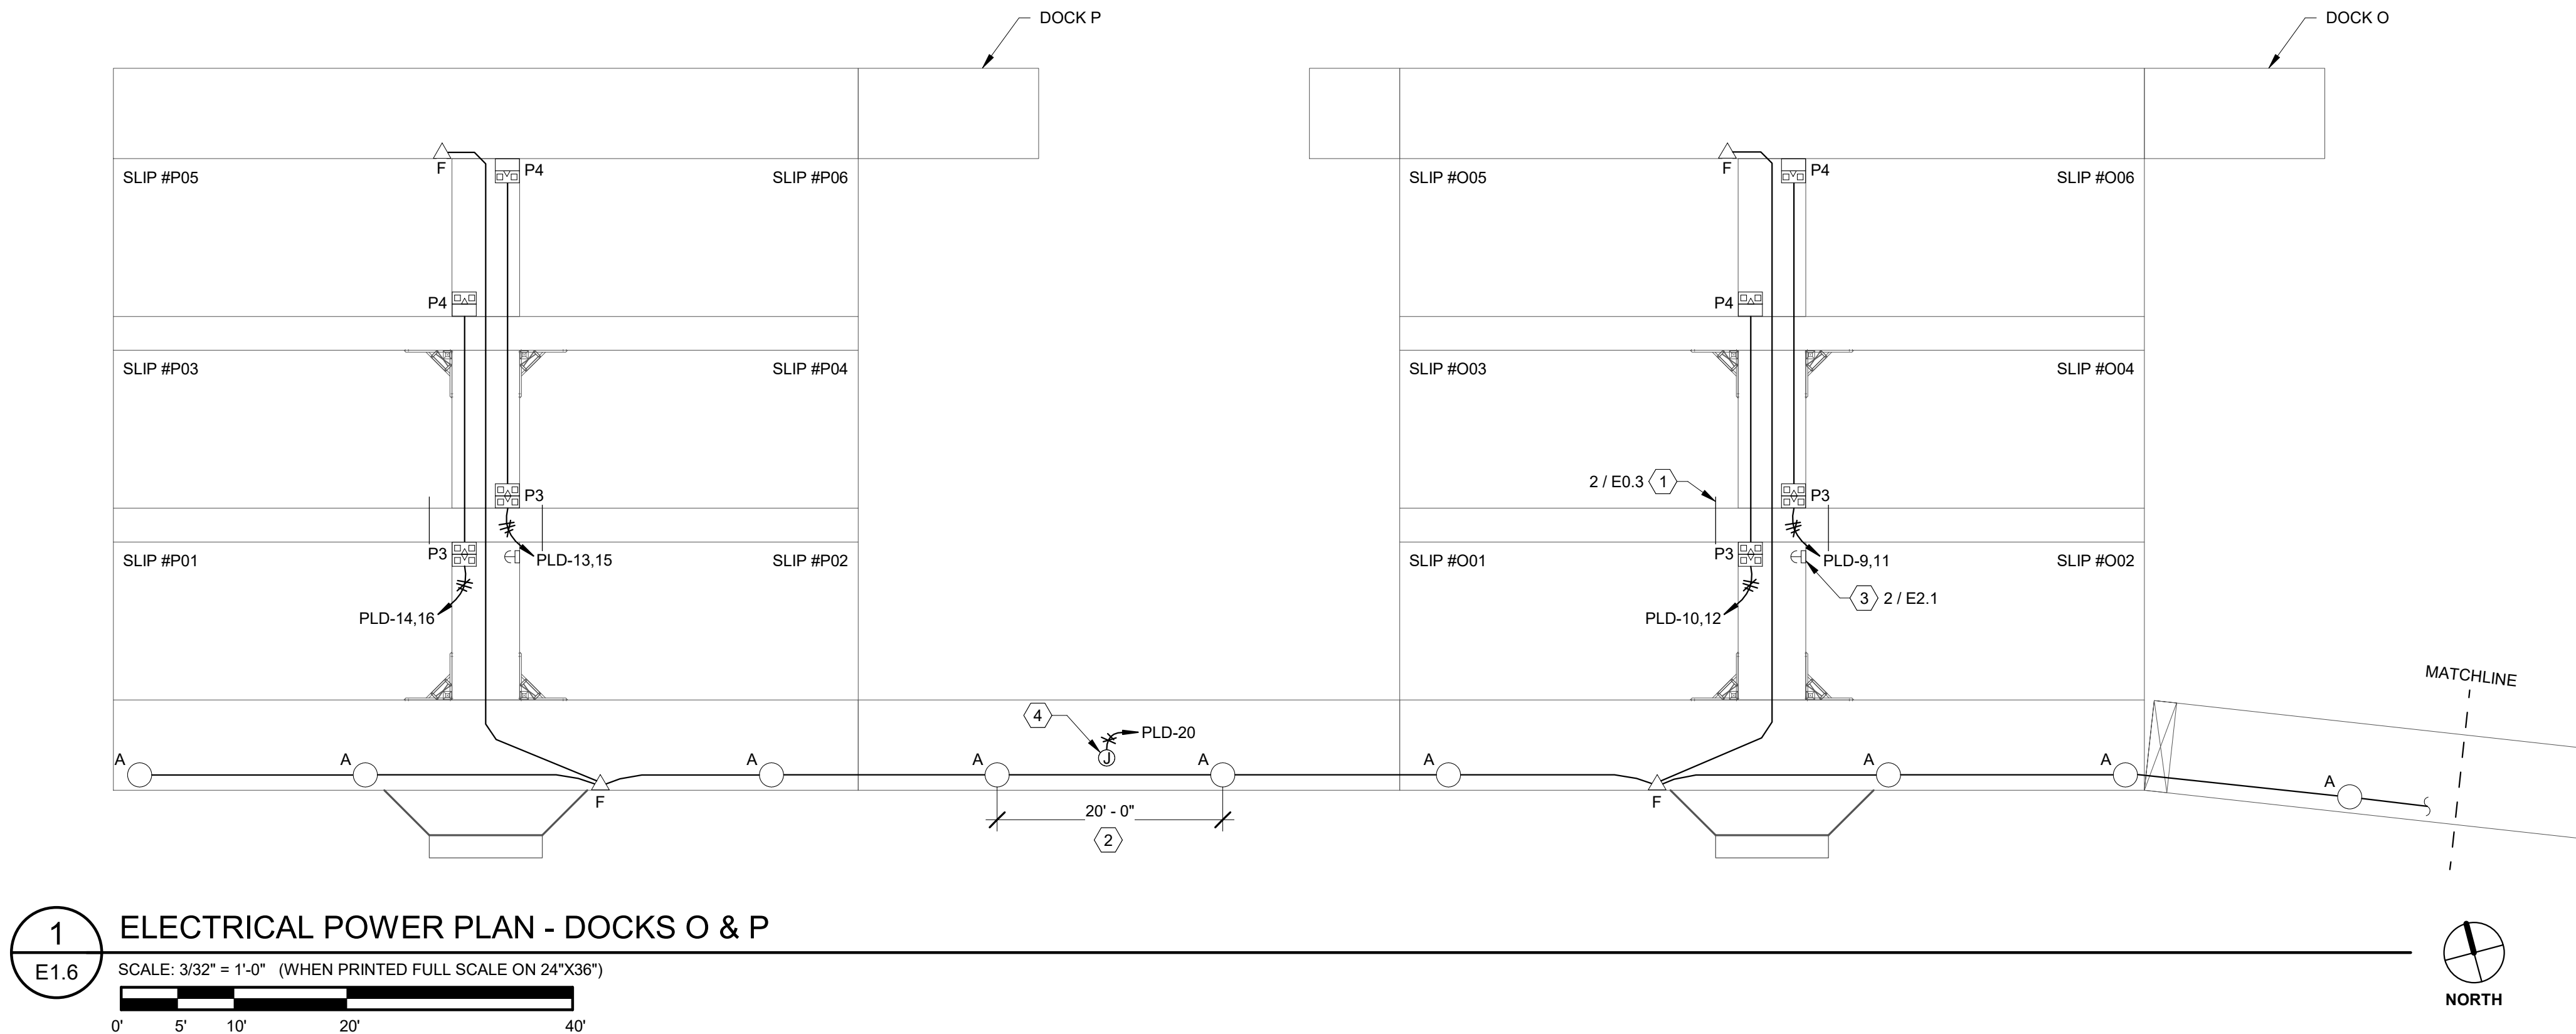 DOCK P
DOCK O
F
P4
F
P4
SLIP #P05
SLIP #P06
SLIP #O05
SLIP #O06
P4
P4
SLIP #P03
SLIP #P04
SLIP #O03
SLIP #O04
2 / E0.3
1
P3
P3
P3
PLD-13,15
P3
PLD-9,11
SLIP #P01
SLIP #P02
SLIP #O01
SLIP #O02
3
2 / E2.1
PLD-14,16
PLD-10,12
MATCHLINE
4
PLD-20
J
A
A
A
A
A
A
A
A
A
F
F
20' - 0"
2
1
E1.6
ELECTRICAL POWER PLAN - DOCKS O & P
SCALE: 3/32" = 1'-0" (WHEN PRINTED FULL SCALE ON 24"X36")
0' 5' 10' 20' 40'
NORTH